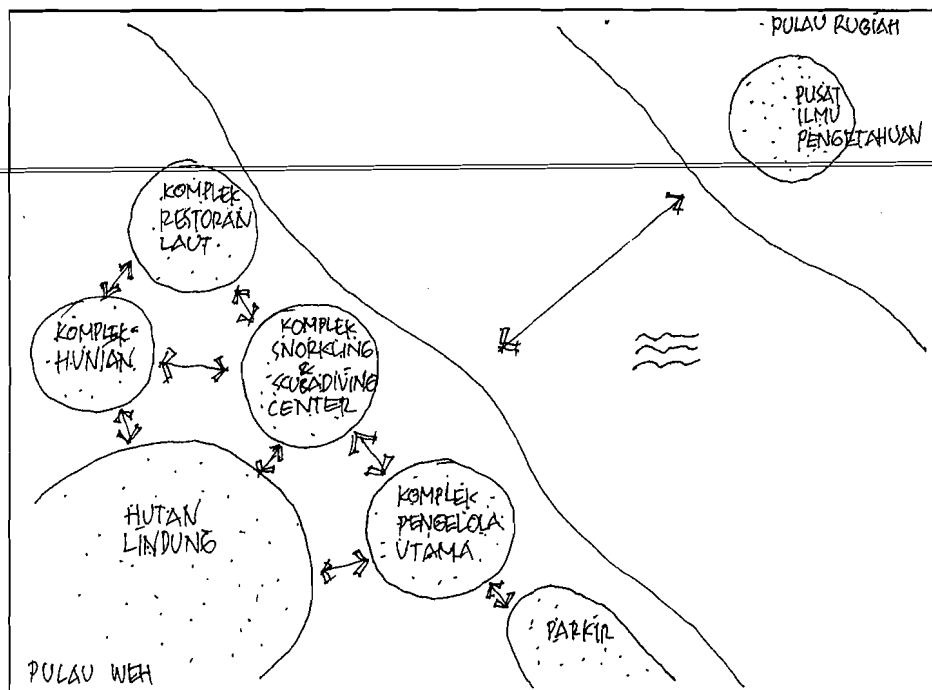 - PULAU RUBIAH
PUSAT
ILMU
PENGETAHUAN
KOMPLEK
RESTORAN
LAUT.
KOMPLEK
HUNIAN.
KOMPLEK
SNORKLING
&
SCUBADIVING
CENTER
HUTAN
LINDUNG
KOMPLEK
PENGELOLA
UTAMA.
PARKIR
PULAU WEH